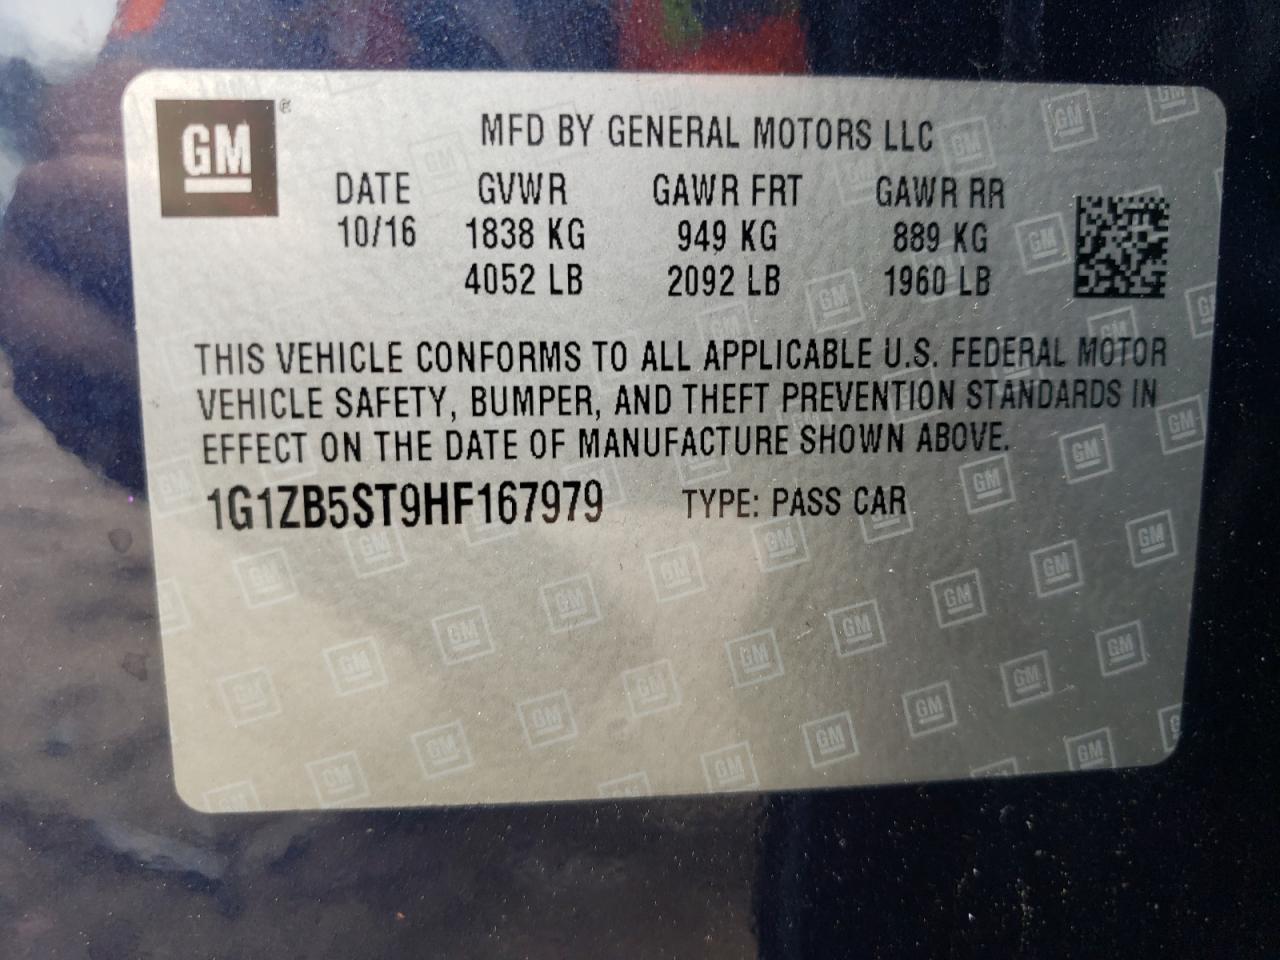 GM ®
MFD BY GENERAL MOTORS LLC
DATE GVWR GAWR FRT GAWR RR
10/16 1838 KG 949 KG 889 KG
4052 LB 2092 LB 1960 LB
THIS VEHICLE CONFORMS TO ALL APPLICABLE U.S. FEDERAL MOTOR
VEHICLE SAFETY, BUMPER, AND THEFT PREVENTION STANDARDS IN
EFFECT ON THE DATE OF MANUFACTURE SHOWN ABOVE.
1G1ZB5ST9HF167979 TYPE: PASS CAR